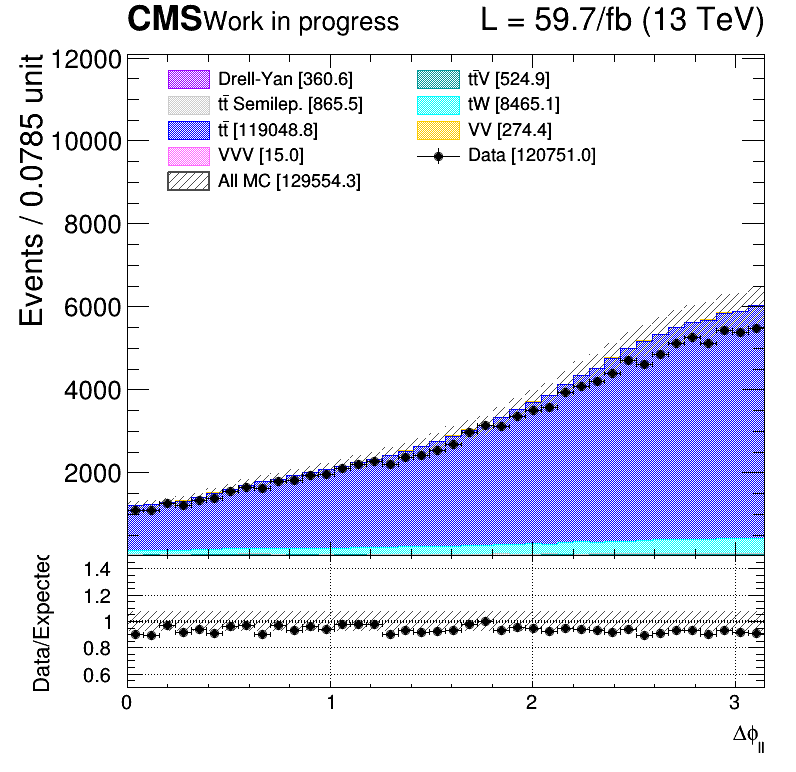 CMS Work in progress L = 59.7/fb (13 TeV)
Events / 0.0785 unit
12000
10000
8000
6000
4000
2000
Drell-Yan [360.6]
tt̄ Semilep. [865.5]
tt̄ [119048.8]
VVV [15.0]
All MC [129554.3]
tt̄V [524.9]
tW [8465.1]
VV [274.4]
Data [120751.0]
Data/Expected
1.4
1.2
1
0.8
0.6
0 1 2 3
Δϕ_ll